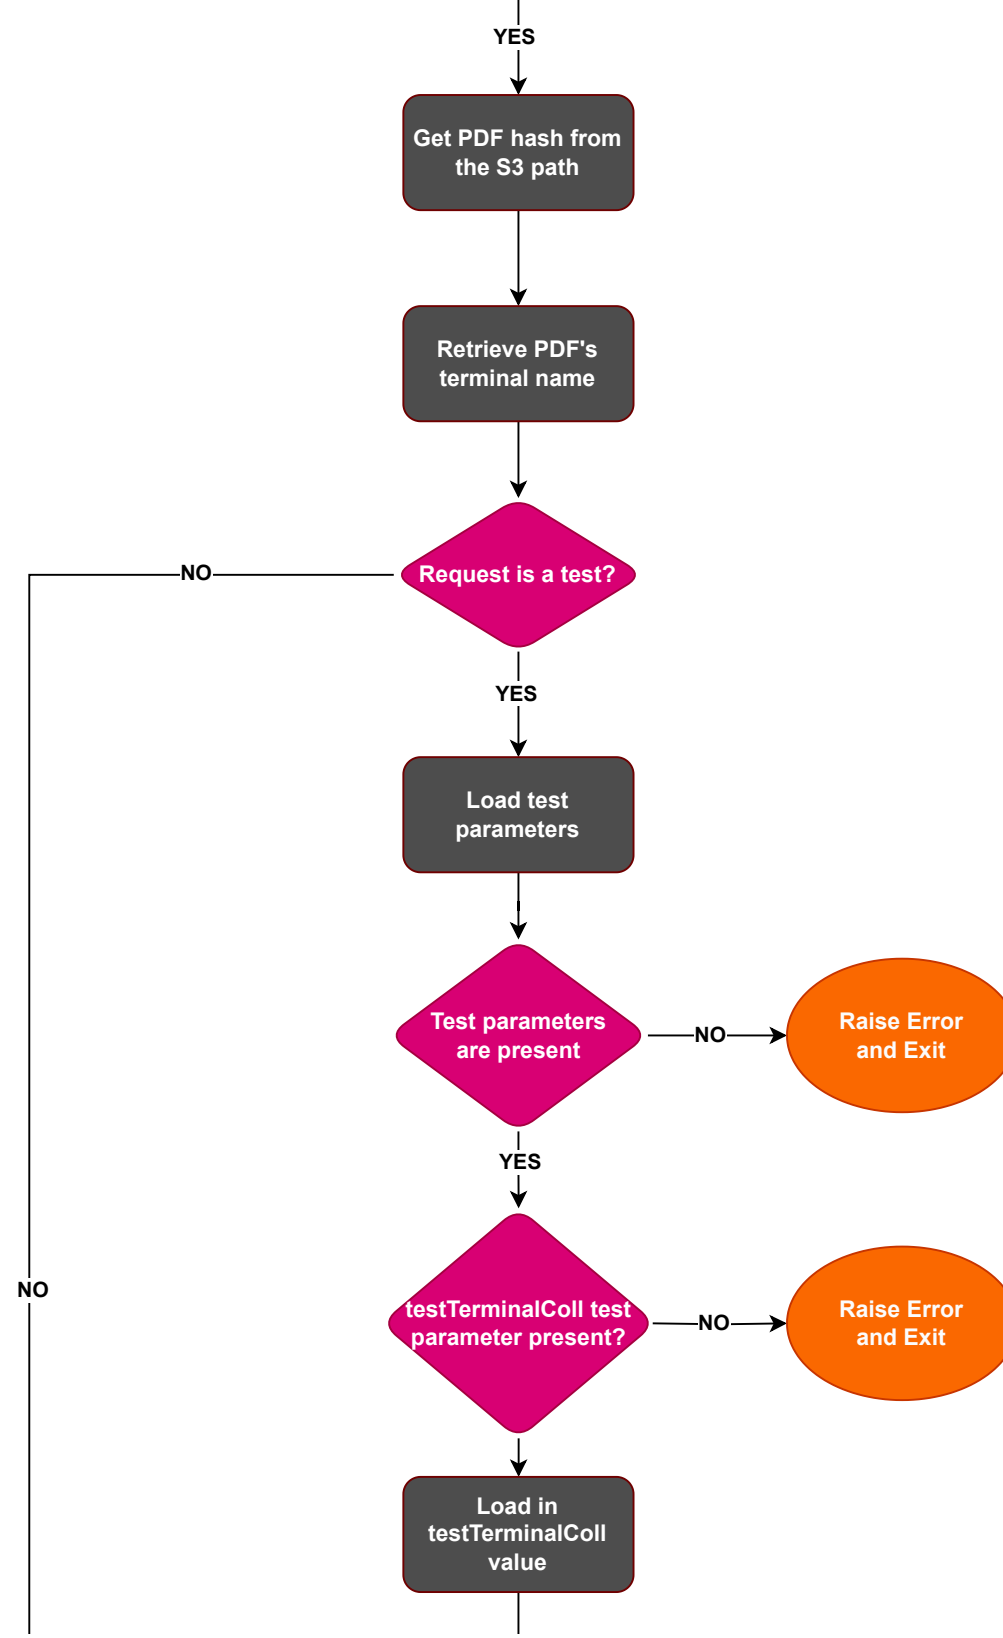 YES
Get PDF hash from
the S3 path
Retrieve PDF's
terminal name
NO
Request is a test?
YES
Load test
parameters
Test parameters
are present
NO
Raise Error
and Exit
YES
NO
testTerminalColl test
parameter present?
NO
Raise Error
and Exit
Load in
testTerminalColl
value